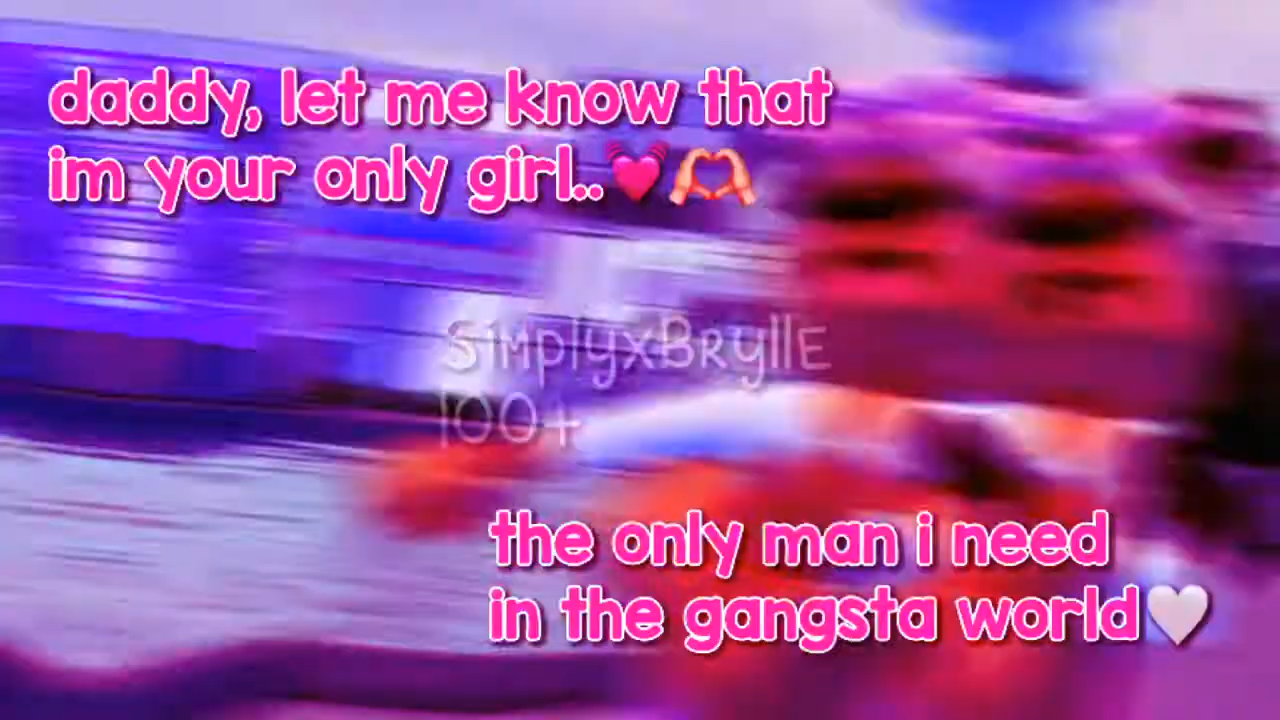 daddy, let me know that
im your only girl..💓🫶
SimplyxBryllE
100+
the only man i need
in the gangsta world🤍